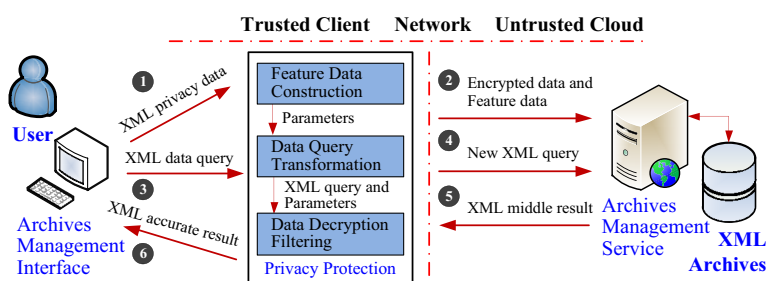 Trusted Client Network Untrusted Cloud
1
XML privacy data
User
XML data query
3
XML accurate result
6
Archives
Management
Interface
Feature Data
Construction
Parameters
Data Query
Transformation
XML query and
Parameters
Data Decryption
Filtering
Privacy Protection
2
Encrypted data and
Feature data
4
New XML query
5
XML middle result
Archives
Management
Service
XML
Archives